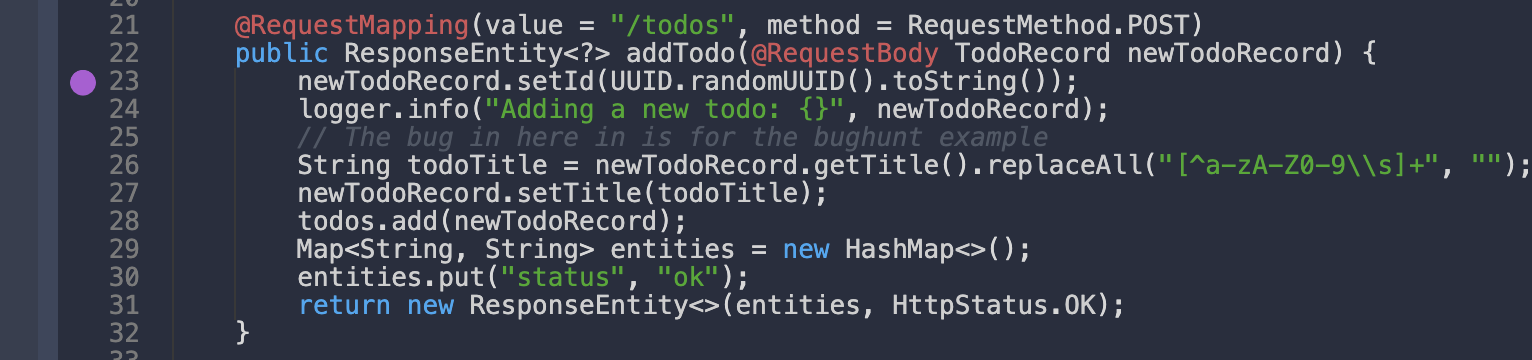 21 @RequestMapping(value = "/todos", method = RequestMethod.POST)
22 public ResponseEntity<?> addTodo(@RequestBody TodoRecord newTodoRecord) {
23 newTodoRecord.setId(UUID.randomUUID().toString());
24 logger.info("Adding a new todo: {}", newTodoRecord);
25 // The bug in here in is for the bughunt example
26 String todoTitle = newTodoRecord.getTitle().replaceAll("[^a-zA-Z0-9\\s]+", "");
27 newTodoRecord.setTitle(todoTitle);
28 todos.add(newTodoRecord);
29 Map<String, String> entities = new HashMap<>();
30 entities.put("status", "ok");
31 return new ResponseEntity<>(entities, HttpStatus.OK);
32 }